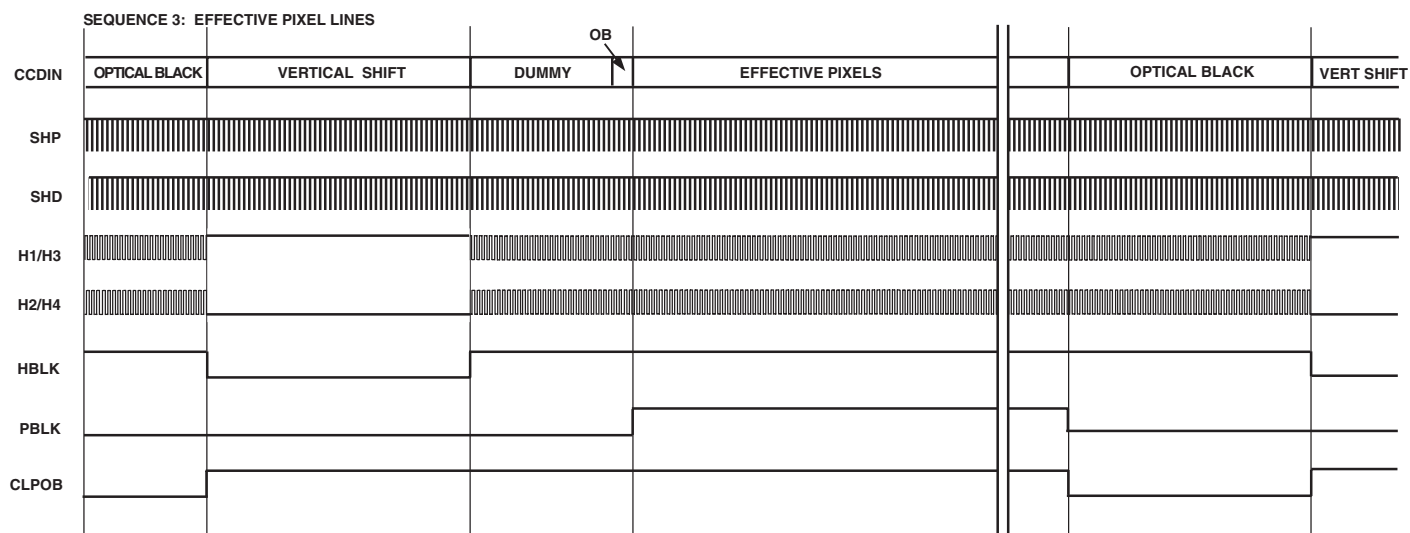 SEQUENCE 3: EFFECTIVE PIXEL LINES
OB
CCDIN OPTICAL BLACK VERTICAL SHIFT DUMMY EFFECTIVE PIXELS OPTICAL BLACK VERT SHIFT
SHP
SHD
H1/H3
H2/H4
HBLK
PBLK
CLPOB